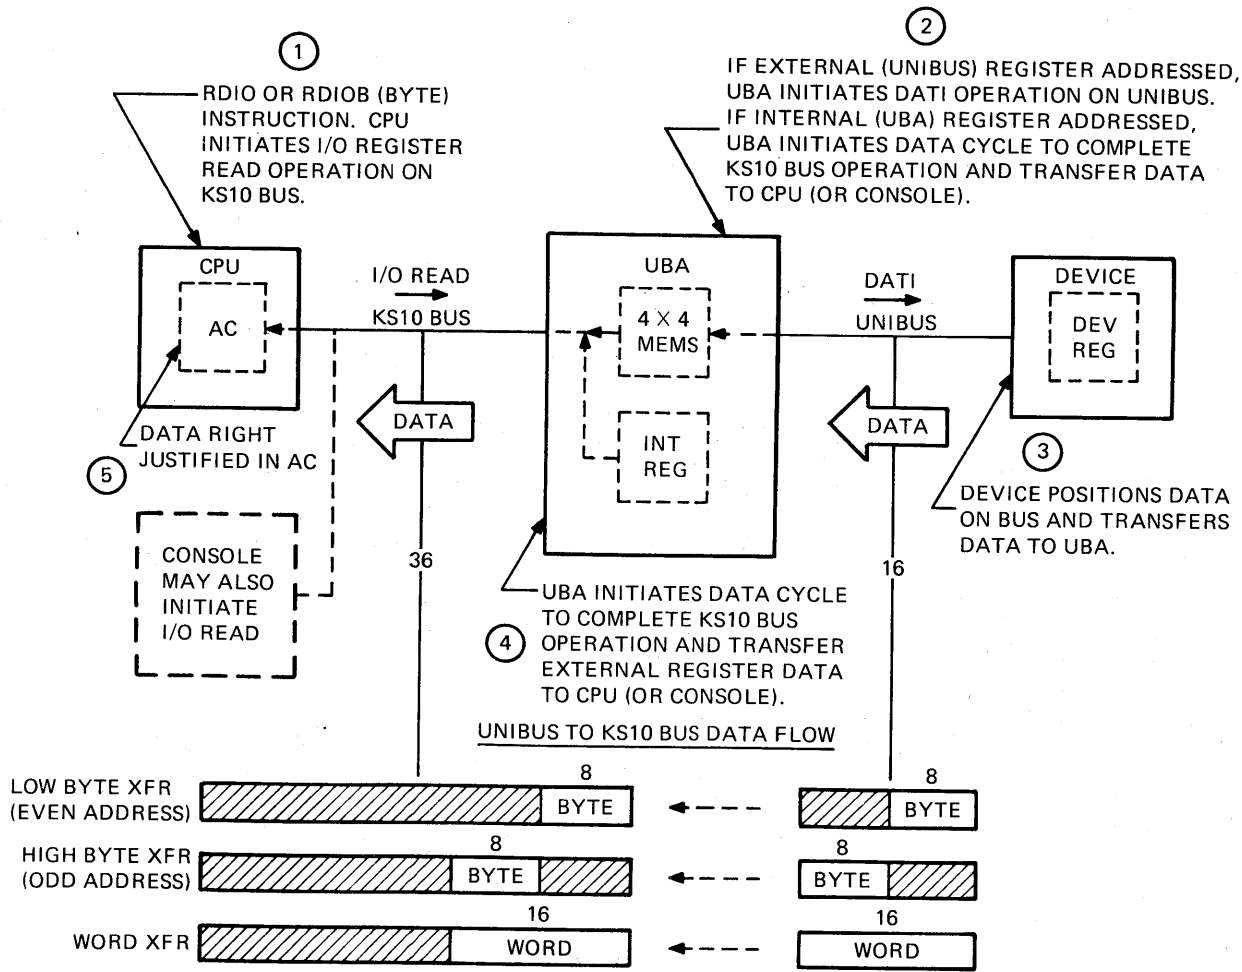 1
RDIO OR RDIOB (BYTE)
INSTRUCTION. CPU
INITIATES I/O REGISTER
READ OPERATION ON
KS10 BUS.
2
IF EXTERNAL (UNIBUS) REGISTER ADDRESSED,
UBA INITIATES DATI OPERATION ON UNIBUS.
IF INTERNAL (UBA) REGISTER ADDRESSED,
UBA INITIATES DATA CYCLE TO COMPLETE
KS10 BUS OPERATION AND TRANSFER DATA
TO CPU (OR CONSOLE).
CPU
AC
I/O READ
KS10 BUS
DATA
UBA
4 X 4
MEMS
INT
REG
DATI
UNIBUS
DATA
DEVICE
DEV
REG
3
DEVICE POSITIONS DATA
ON BUS AND TRANSFERS
DATA TO UBA.
5
DATA RIGHT
JUSTIFIED IN AC
CONSOLE
MAY ALSO
INITIATE
I/O READ
36
16
4
UBA INITIATES DATA CYCLE
TO COMPLETE KS10 BUS
OPERATION AND TRANSFER
EXTERNAL REGISTER DATA
TO CPU (OR CONSOLE).
UNIBUS TO KS10 BUS DATA FLOW
LOW BYTE XFR
(EVEN ADDRESS)
8
BYTE
8
BYTE
HIGH BYTE XFR
(ODD ADDRESS)
8
BYTE
8
BYTE
WORD XFR
16
WORD
16
WORD